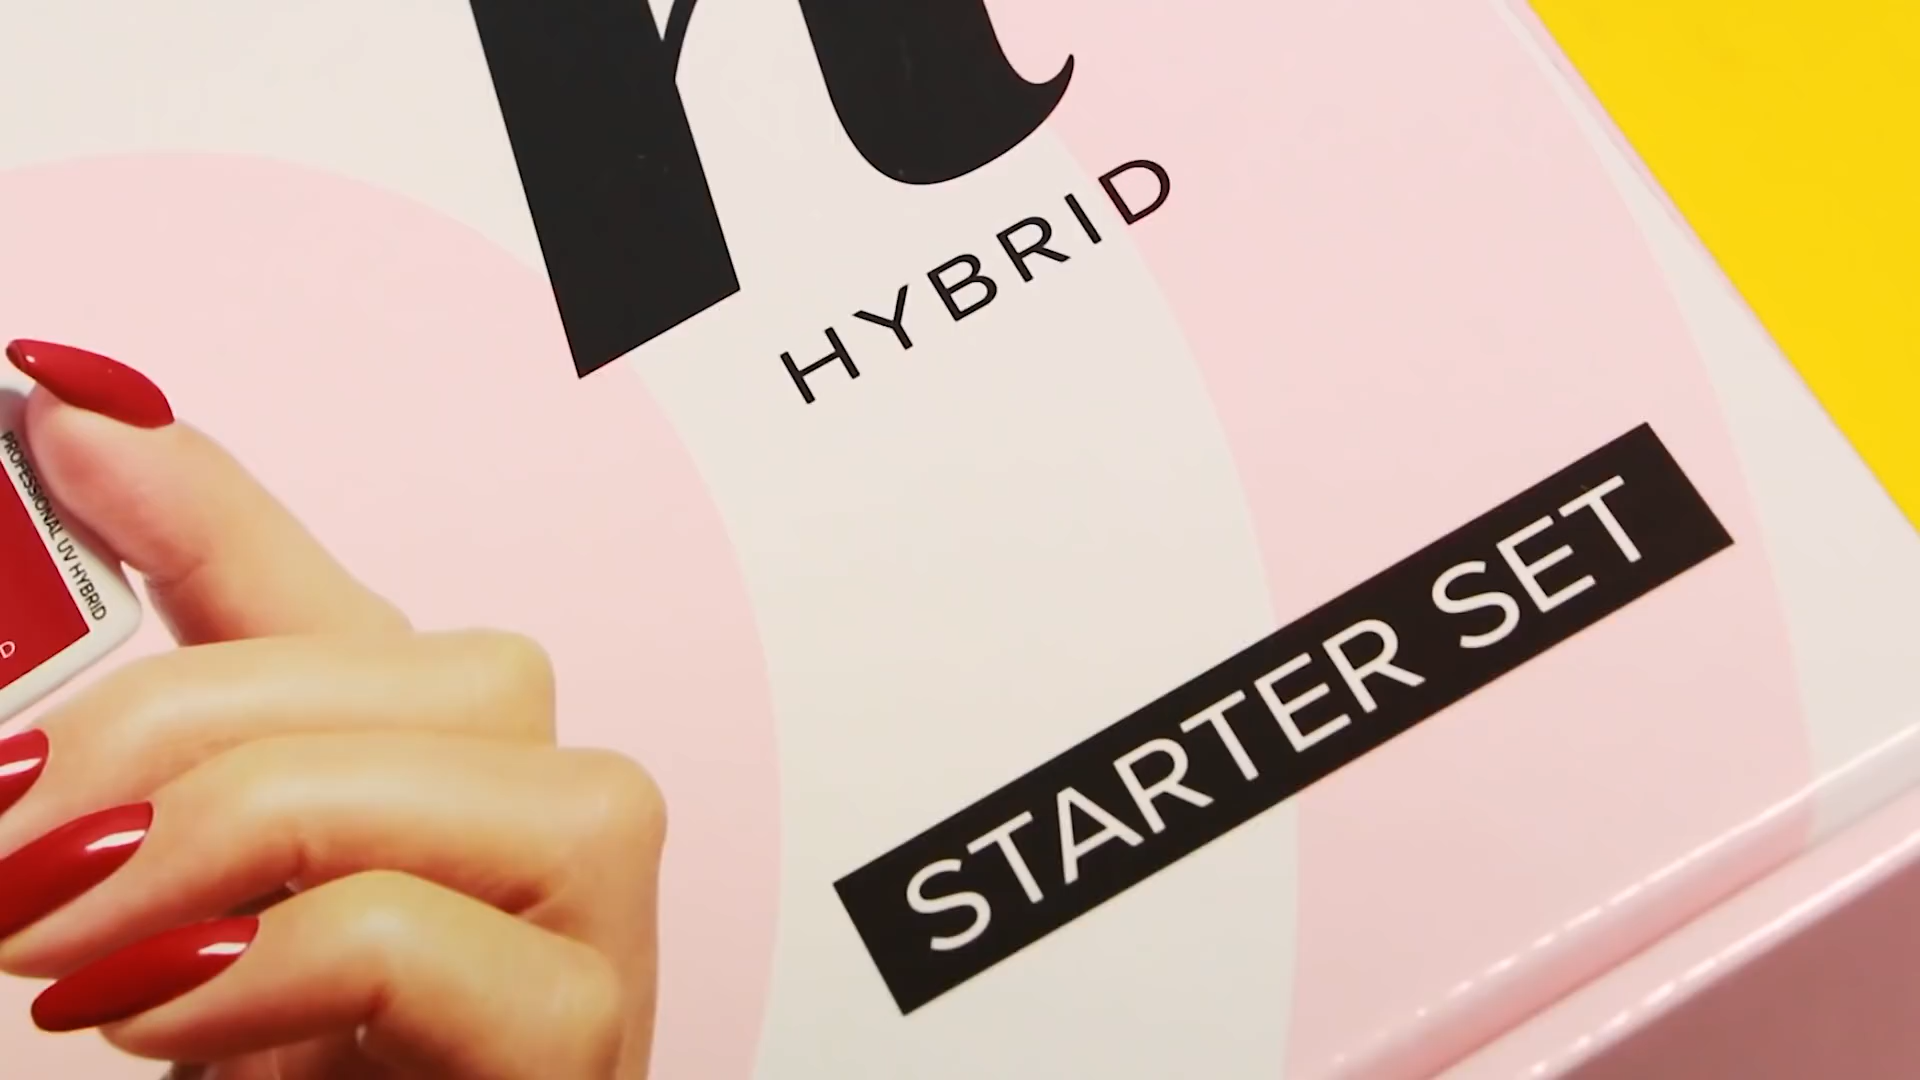 n
HYBRID
STARTER SET
PROFESSIONAL UV HYBRID
D